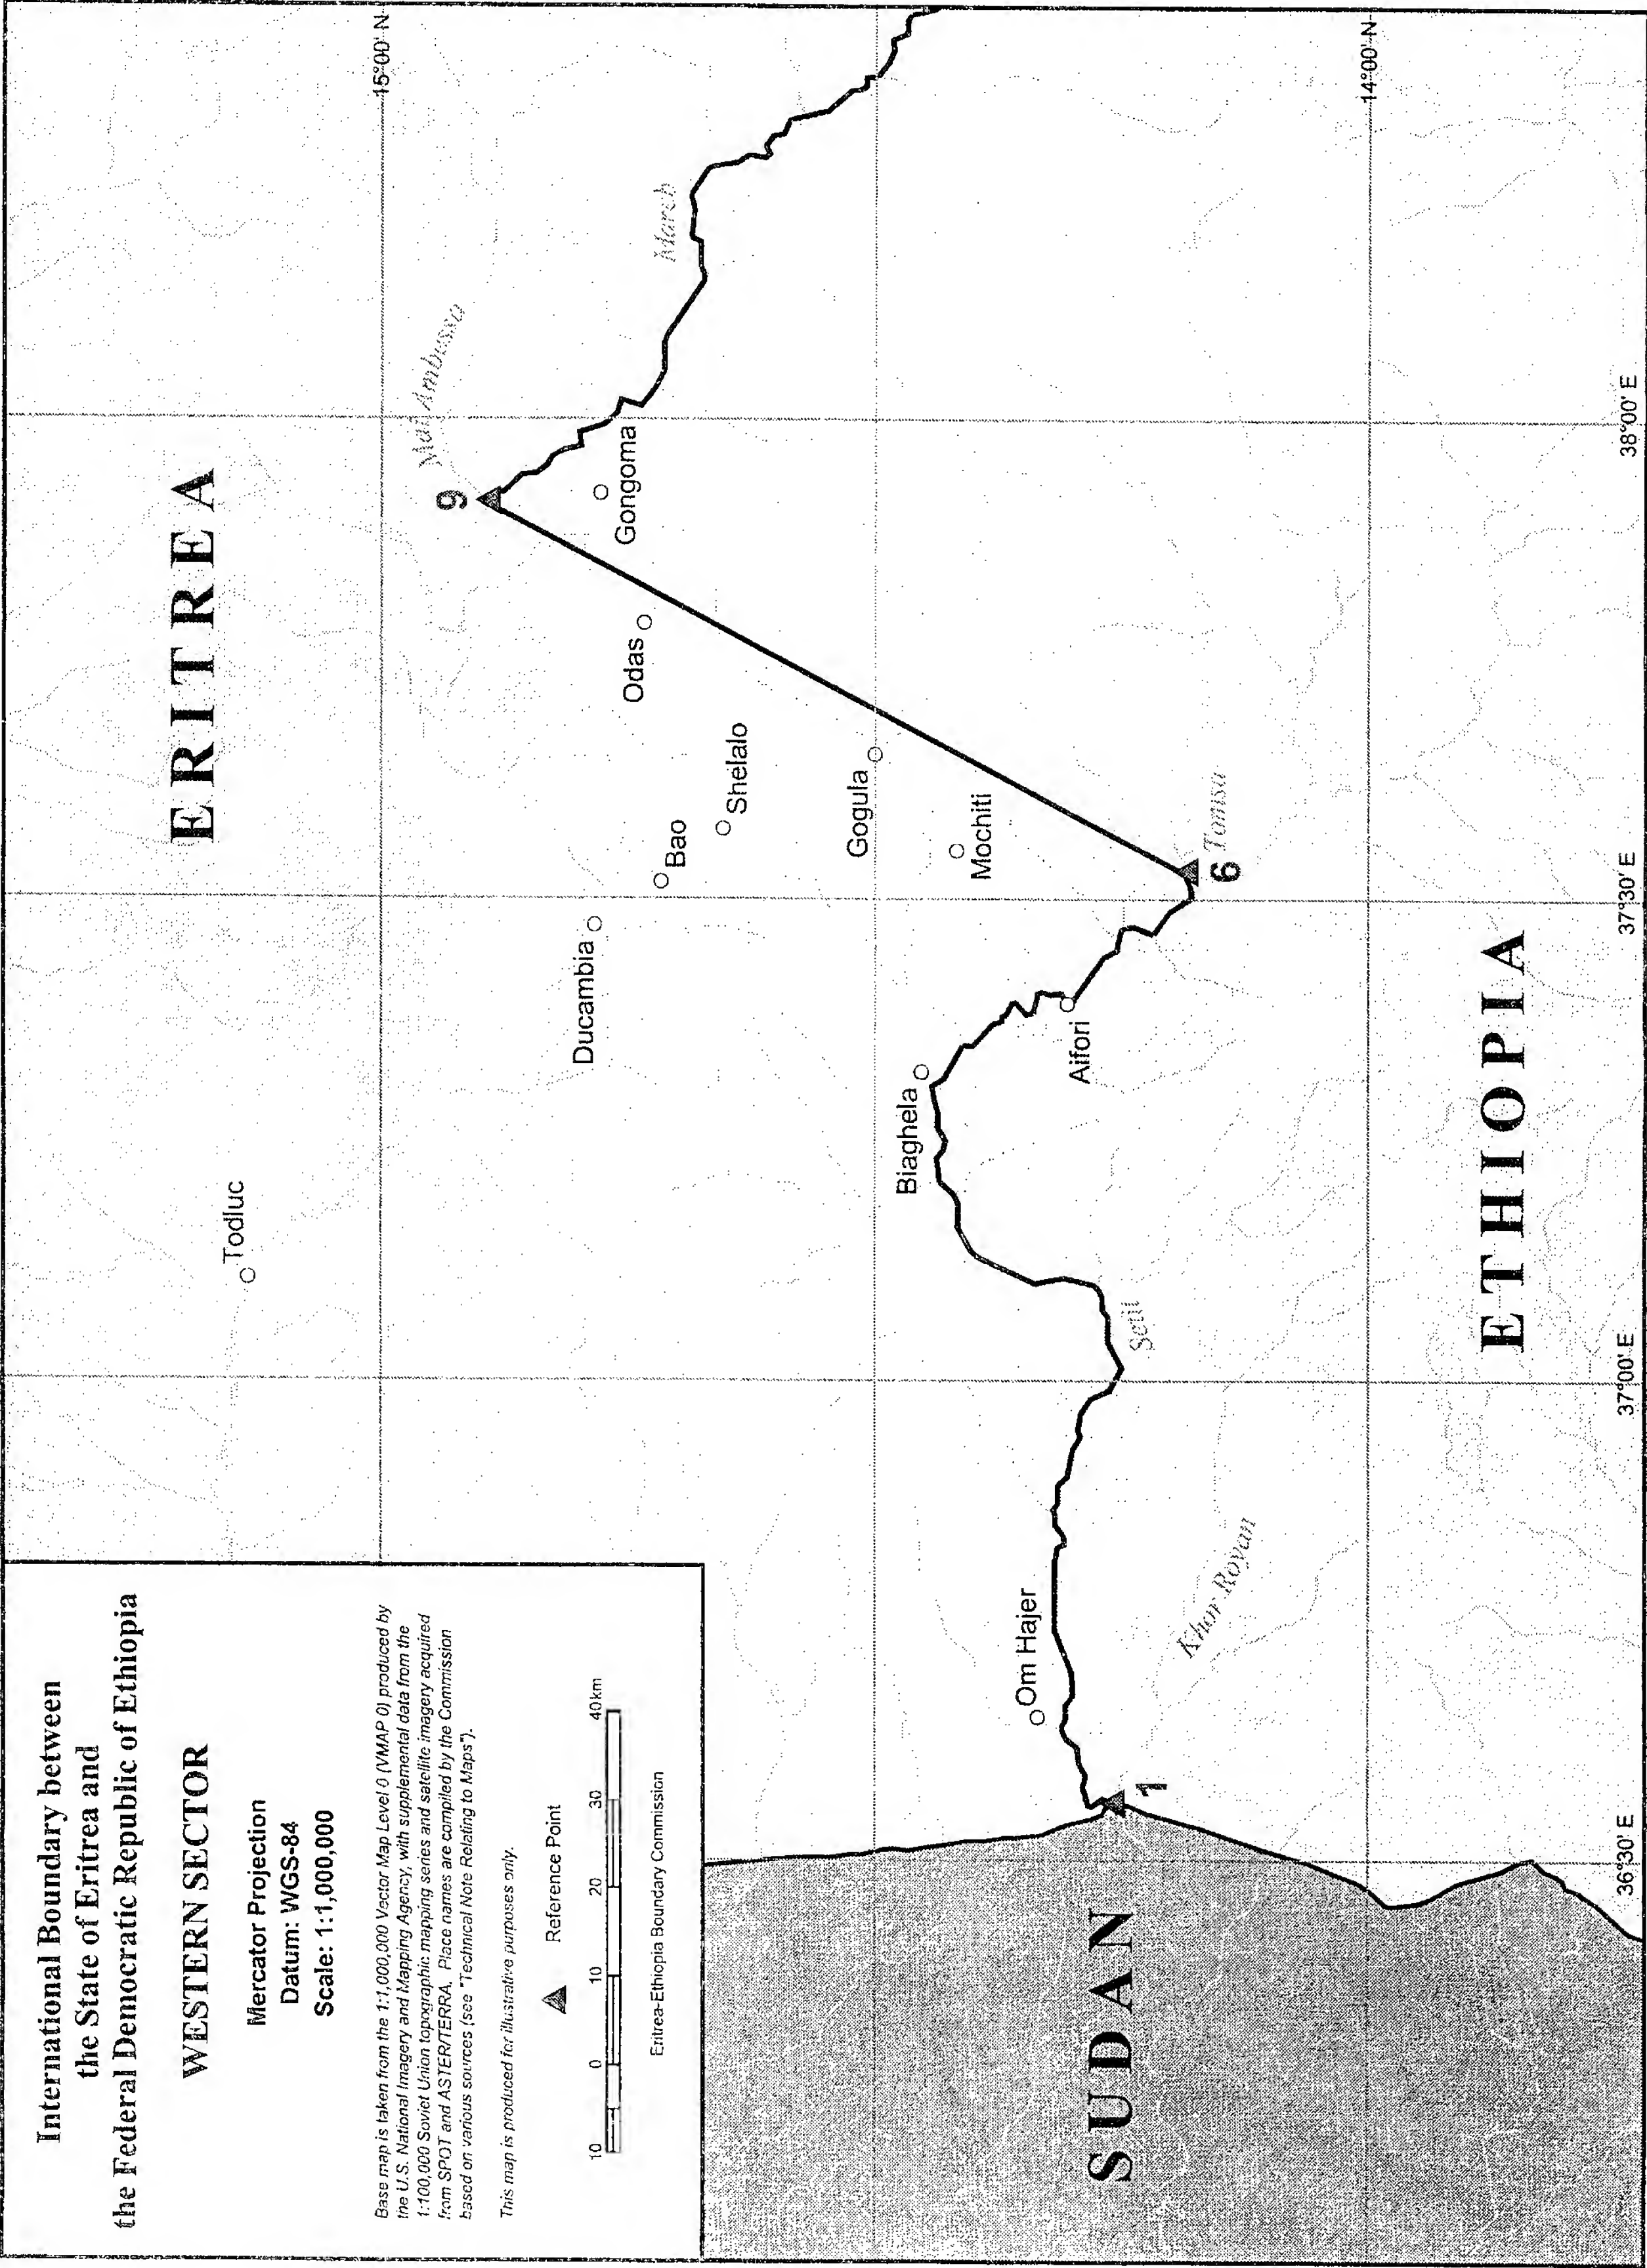 International Boundary between
the State of Eritrea and
the Federal Democratic Republic of Ethiopia
WESTERN SECTOR
Mercator Projection
Datum: WGS-84
Scale: 1:1,000,000
Base map is taken from the 1:1,000,000 Vector Map Level 0 (VMAP 0) produced by
the U.S. National Imagery and Mapping Agency, with supplemental data from the
1:100,000 Soviet Union topographic mapping series and satellite imagery acquired
from SPOT and ASTER/TERRA. Place names are compiled by the Commission
based on various sources (see "Technical Note Relating to Maps").
This map is produced for illustrative purposes only.
Reference Point
10 0 10 20 30 40km
Eritrea-Ethiopia Boundary Commission
ERITREA
15°00' N
Todluc
Mai Ambessa
9
Gongoma
Mareb
Ducambia
Odas
Bao
Shelalo
Gogula
Biaghela
Mochiti
Om Hajer
Aifori
Setit
1
Tomsa
6
Khor Royan
SUDAN
14°00' N
ETHIOPIA
36°30' E
37°00' E
37°30' E
38°00' E